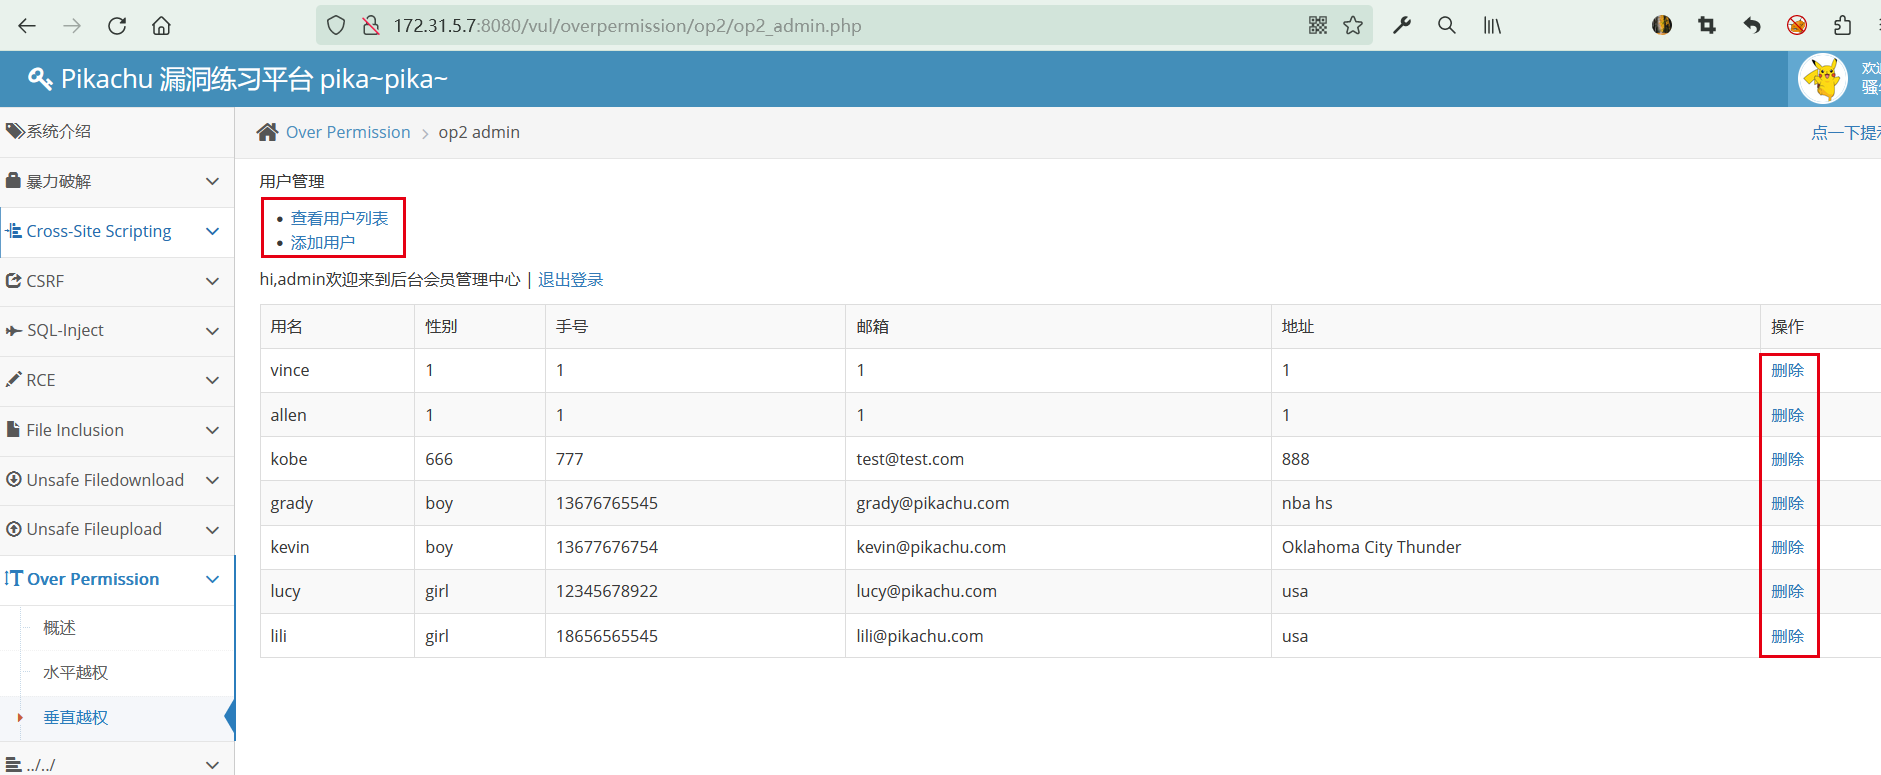 172.31.5.7:8080/vul/overpermission/op2/op2_admin.php
Pikachu 漏洞练习平台 pika~pika~
系统介绍
暴力破解
Cross-Site Scripting
CSRF
SQL-Inject
RCE
File Inclusion
Unsafe Filedownload
Unsafe Fileupload
Over Permission
概述
水平越权
垂直越权
../../
Over Permission > op2 admin
点一下提
用户管理
查看用户列表
添加用户
hi,admin欢迎来到后台会员管理中心 | 退出登录
用名 性别 手号 邮箱 地址 操作
vince 1 1 1 1 删除
allen 1 1 1 1 删除
kobe 666 777 test@test.com 888 删除
grady boy 13676765545 grady@pikachu.com nba hs 删除
kevin boy 13677676754 kevin@pikachu.com Oklahoma City Thunder 删除
lucy girl 12345678922 lucy@pikachu.com usa 删除
lili girl 18656565545 lili@pikachu.com usa 删除